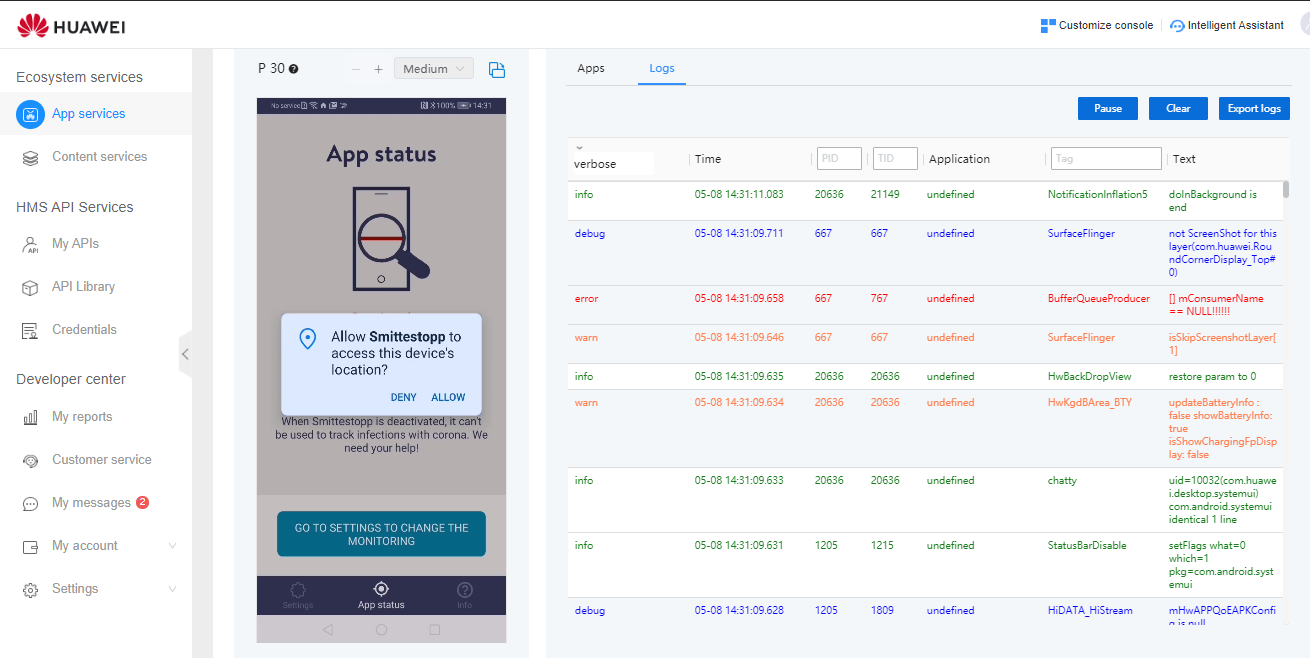 HUAWEI
Customize console
Intelligent Assistant
Ecosystem services
App services
Content services
HMS API Services
My APIs
API Library
Credentials
Developer center
My reports
Customer service
My messages 2
My account
Settings
P 30 ?
− + Medium
No service 100% 14:31
App status
Allow Smittestopp to
access this device's
location?
DENY ALLOW
When Smittestopp is deactivated, it can't
be used to track infections with corona. We
need your help!
GO TO SETTINGS TO CHANGE THE
MONITORING
Settings App status Info
Apps Logs
Pause Clear Export logs
verbose Time PID TID Application Tag Text
info 05-08 14:31:11.083 20636 21149 undefined NotificationInflation5 doInBackground is
end
debug 05-08 14:31:09.711 667 667 undefined SurfaceFlinger not ScreenShot for this
layer(com.huawei.Rou
ndCornerDisplay_Top#
0)
error 05-08 14:31:09.658 667 767 undefined BufferQueueProducer [] mConsumerName
== NULL!!!!!!
warn 05-08 14:31:09.646 667 667 undefined SurfaceFlinger isSkipScreenshotLayer[
1]
info 05-08 14:31:09.635 20636 20636 undefined HwBackDropView restore param to 0
warn 05-08 14:31:09.634 20636 20636 undefined HwKgdBArea_BTY updateBatteryInfo :
false showBatteryInfo:
true
isShowChargingFpDisp
lay: false
info 05-08 14:31:09.633 20636 20636 undefined chatty uid=10032(com.huawe
i.desktop.systemui)
com.android.systemui
identical 1 line
info 05-08 14:31:09.631 1205 1215 undefined StatusBarDisable setFlags what=0
which=1
pkg=com.android.syst
emui
debug 05-08 14:31:09.628 1205 1809 undefined HiDATA_HiStream mHwAPPQoEAPKConfi
g is null